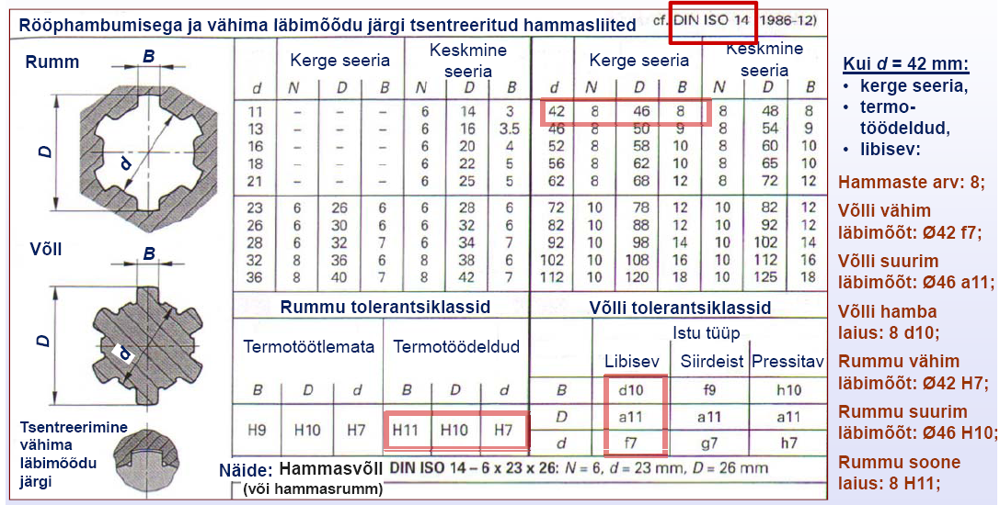 Rööphambumisega ja vähima läbimõõdu järgi tsentreeritud hammasliited cf. DIN ISO 14 1986-12)
Rumm
B
D
d
Võll
B
D
d
Tsentreerimine
vähima
läbimõõdu
järgi
Kerge seeria Keskmine seeria Kerge seeria Keskmine seeria
d N D B N D B d N D B N D B
11 – – – 6 14 3 42 8 46 8 8 48 8
13 – – – 6 16 3.5 46 8 50 9 8 54 9
16 – – – 6 20 4 52 8 58 10 8 60 10
18 – – – 6 22 5 56 8 62 10 8 65 10
21 – – – 6 25 5 62 8 68 12 8 72 12
23 6 26 6 6 28 6 72 10 78 12 10 82 12
26 6 30 6 6 32 6 82 10 88 12 10 92 12
28 6 32 7 6 34 7 92 10 98 14 10 102 14
32 8 36 6 8 38 6 102 10 108 16 10 112 16
36 8 40 7 8 42 7 112 10 120 18 10 125 18
Rummu tolerantsiklassid
Termotöötlemata Termotöödeldud
B D d B D d
H9 H10 H7 H11 H10 H7
Võlli tolerantsiklassid
Istu tüüp
Libisev Siirdeist Pressitav
B d10 f9 h10
D a11 a11 a11
d f7 g7 h7
Näide: Hammasvõll DIN ISO 14 – 6 x 23 x 26: N = 6, d = 23 mm, D = 26 mm
(või hammasrumm)
Kui d = 42 mm:
• kerge seeria,
• termo-
töödeldud,
• libisev:
Hammaste arv: 8;
Võlli vähim
läbimõõt: Ø42 f7;
Võlli suurim
läbimõõt: Ø46 a11;
Võlli hamba
laius: 8 d10;
Rummu vähim
läbimõõt: Ø42 H7;
Rummu suurim
läbimõõt: Ø46 H10;
Rummu soone
laius: 8 H11;